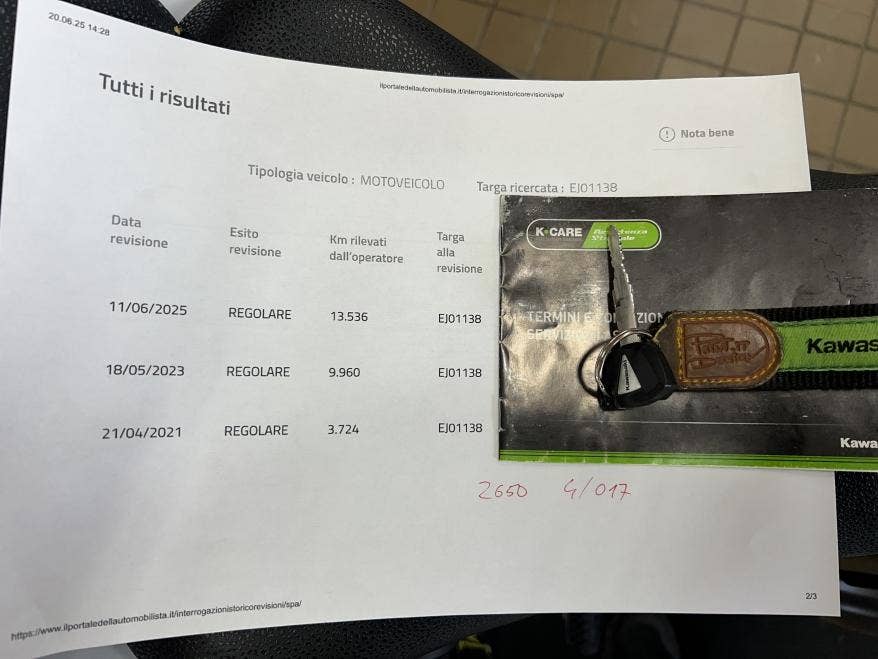 20.06.25 14:28
ilportaledellautomobilista.it/interrogazionistoricorevisioni/spa/
Tutti i risultati
Nota bene
Tipologia veicolo : MOTOVEICOLO
Targa ricercata : EJ01138
Data revisione
Esito revisione
Km rilevati dall'operatore
Targa alla revisione
11/06/2025 REGOLARE 13.536 EJ01138
18/05/2023 REGOLARE 9.960 EJ01138
21/04/2021 REGOLARE 3.724 EJ01138
2650 4/017
K-CARE
TERMINI E
Kawas
Kawa
https://www.ilportaledellautomobilista.it/interrogazionistoricorevisioni/spa/
2/3